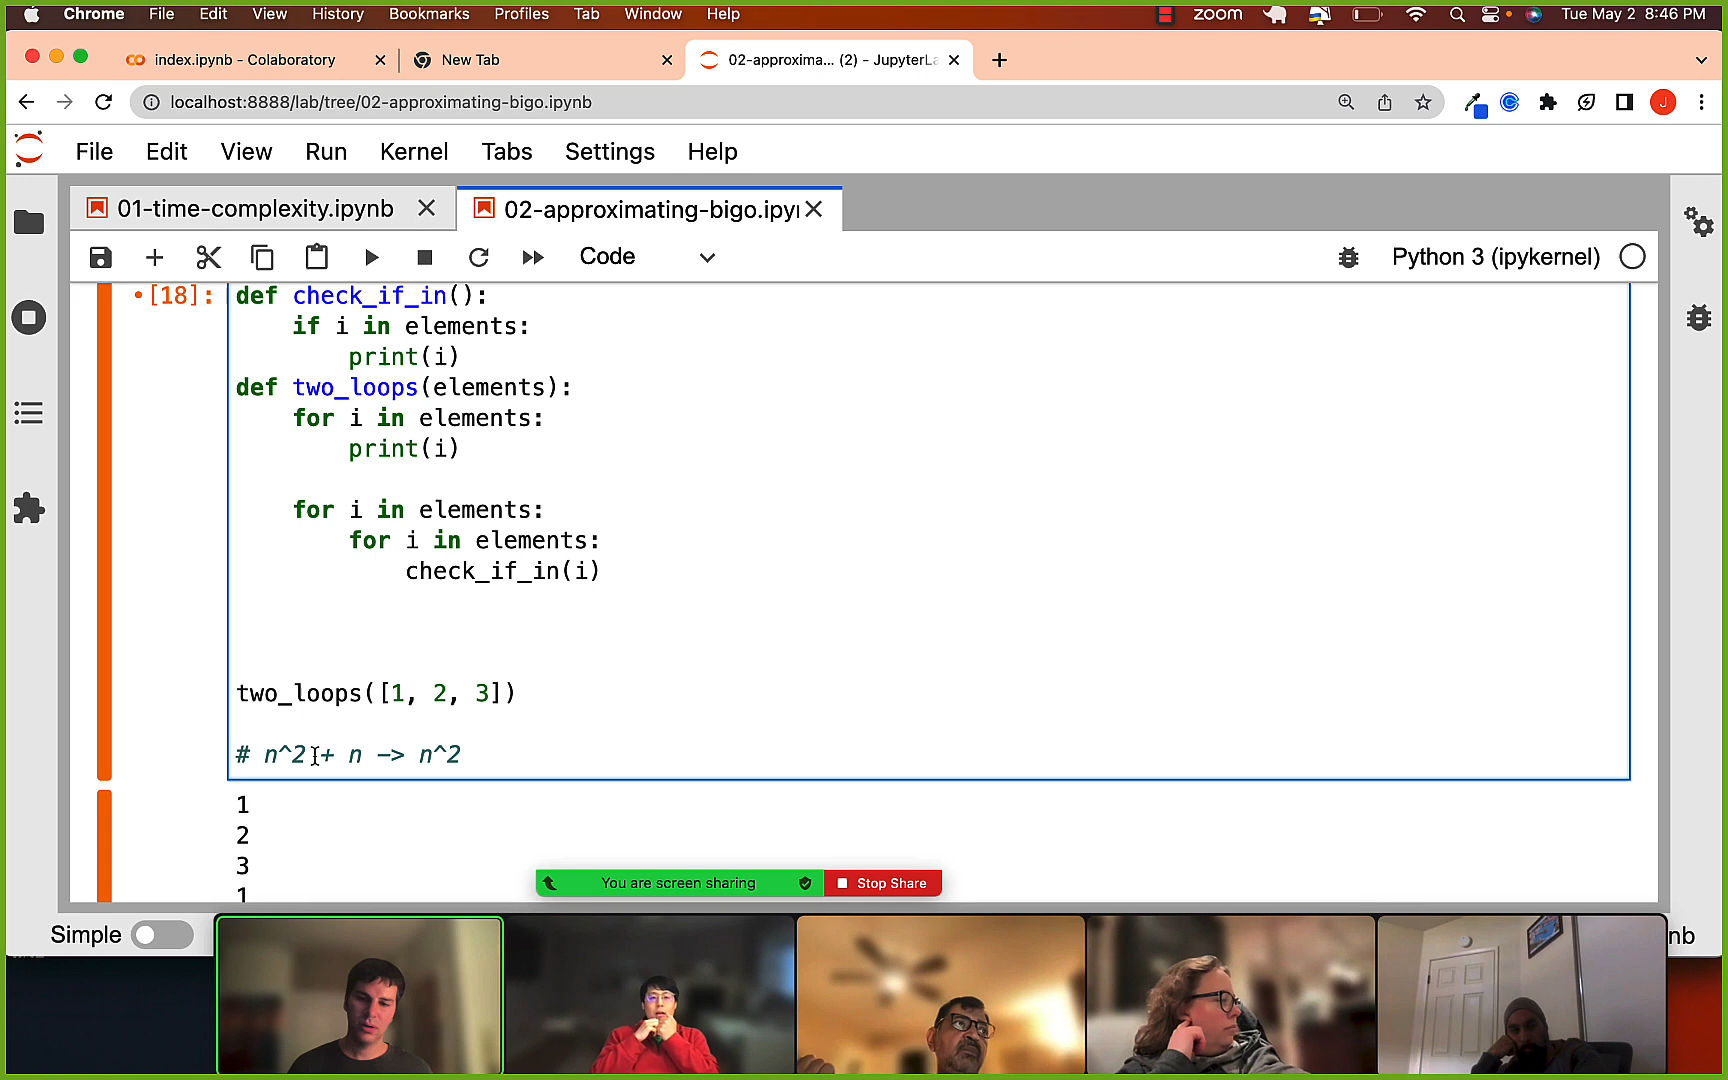 Chrome File Edit View History Bookmarks Profiles Tab Window Help zoom Tue May 2 8:46 PM
index.ipynb - Colaboratory New Tab 02-approxima... (2) - JupyterLa
localhost:8888/lab/tree/02-approximating-bigo.ipynb J
File Edit View Run Kernel Tabs Settings Help
01-time-complexity.ipynb 02-approximating-bigo.ipyn
Code Python 3 (ipykernel)
[18]: def check_if_in():
if i in elements:
print(i)
def two_loops(elements):
for i in elements:
print(i)
for i in elements:
for i in elements:
check_if_in(i)
two_loops([1, 2, 3])
# n^2 + n -> n^2
1
2
3
1
You are screen sharing Stop Share
Simple nb